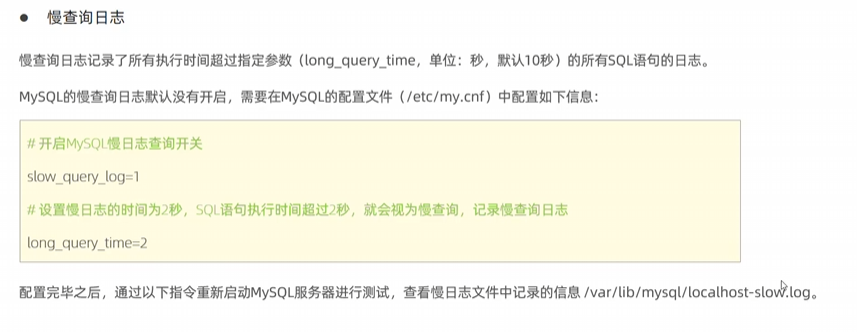 ● 慢查询日志
慢查询日志记录了所有执行时间超过指定参数（long_query_time，单位：秒，默认10秒）的所有SQL语句的日志。
MySQL的慢查询日志默认没有开启，需要在MySQL的配置文件（/etc/my.cnf）中配置如下信息：
# 开启MySQL慢日志查询开关
slow_query_log=1
# 设置慢日志的时间为2秒，SQL语句执行时间超过2秒，就会视为慢查询，记录慢查询日志
long_query_time=2
配置完毕之后，通过以下指令重新启动MySQL服务器进行测试，查看慢日志文件中记录的信息 /var/lib/mysql/localhost-slow.log。